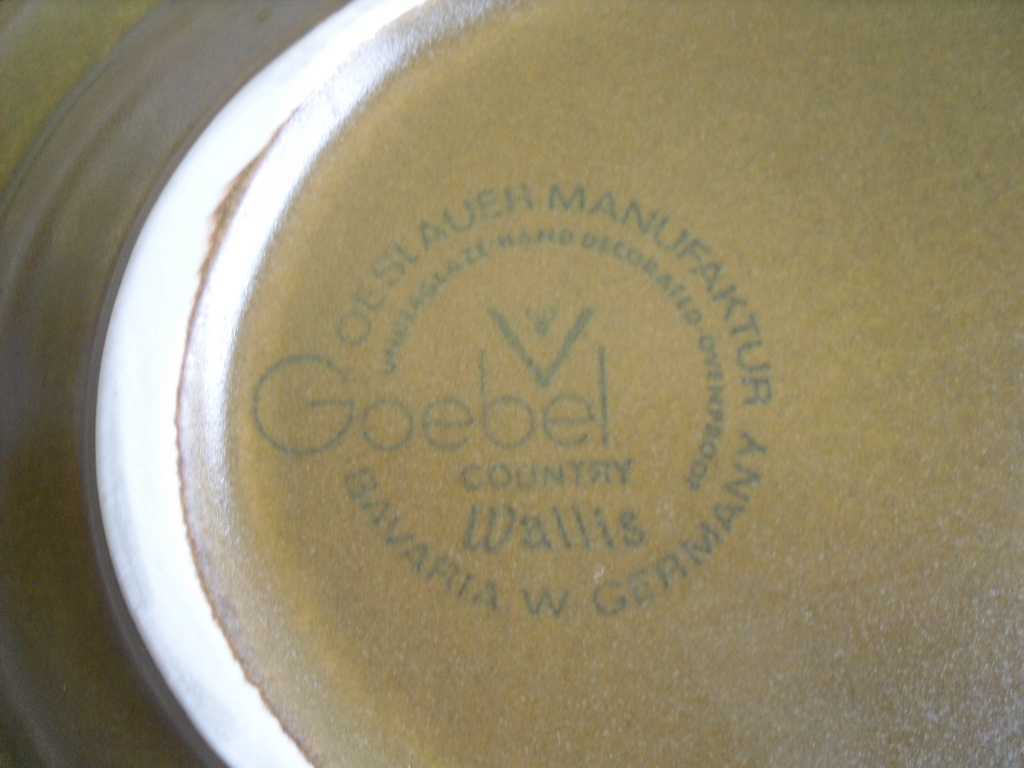 OESLAUER MANUFAKTUR
UNDERGLAZE-HAND DECORATED-OVENPROOF
Goebel
COUNTRY
Wallis
BAVARIA W. GERMANY